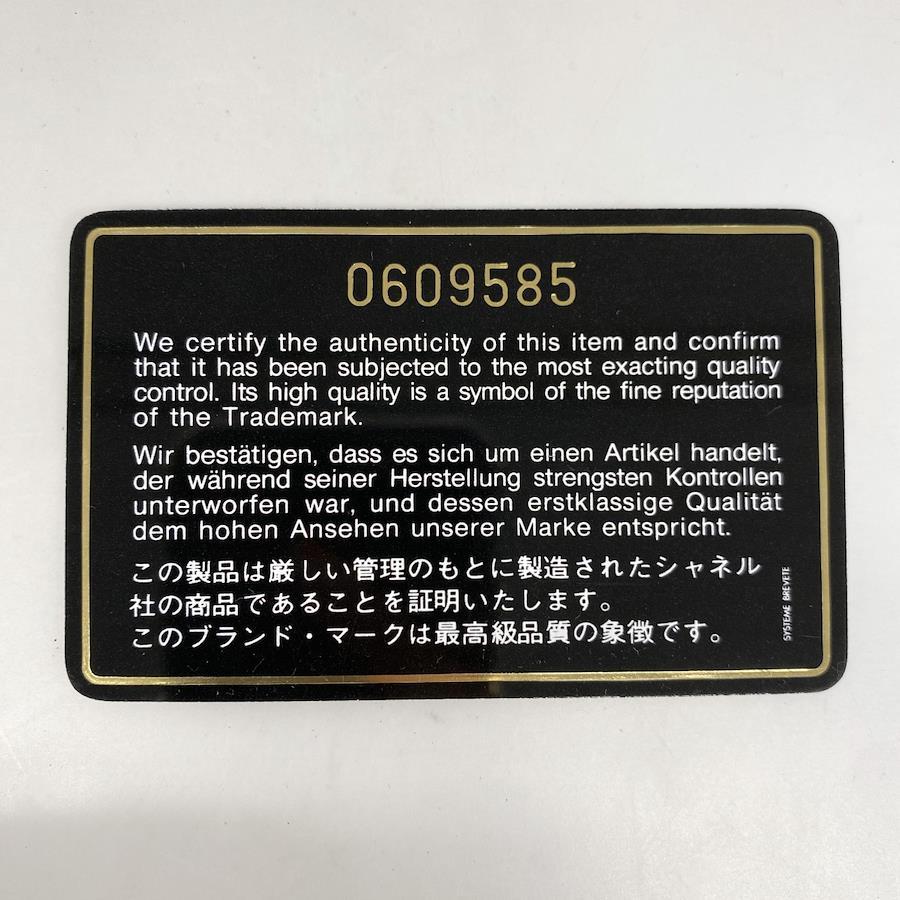 0609585
We certify the authenticity of this item and confirm
that it has been subjected to the most exacting quality
control. Its high quality is a symbol of the fine reputation
of the Trademark.
Wir bestätigen, dass es sich um einen Artikel handelt,
der während seiner Herstellung strengsten Kontrollen
unterworfen war, und dessen erstklassige Qualität
dem hohen Ansehen unserer Marke entspricht.
この製品は厳しい管理のもとに製造されたシャネル
社の商品であることを証明いたします。
このブランド・マークは最高級品質の象徴です。
SYSTEME BREVETE